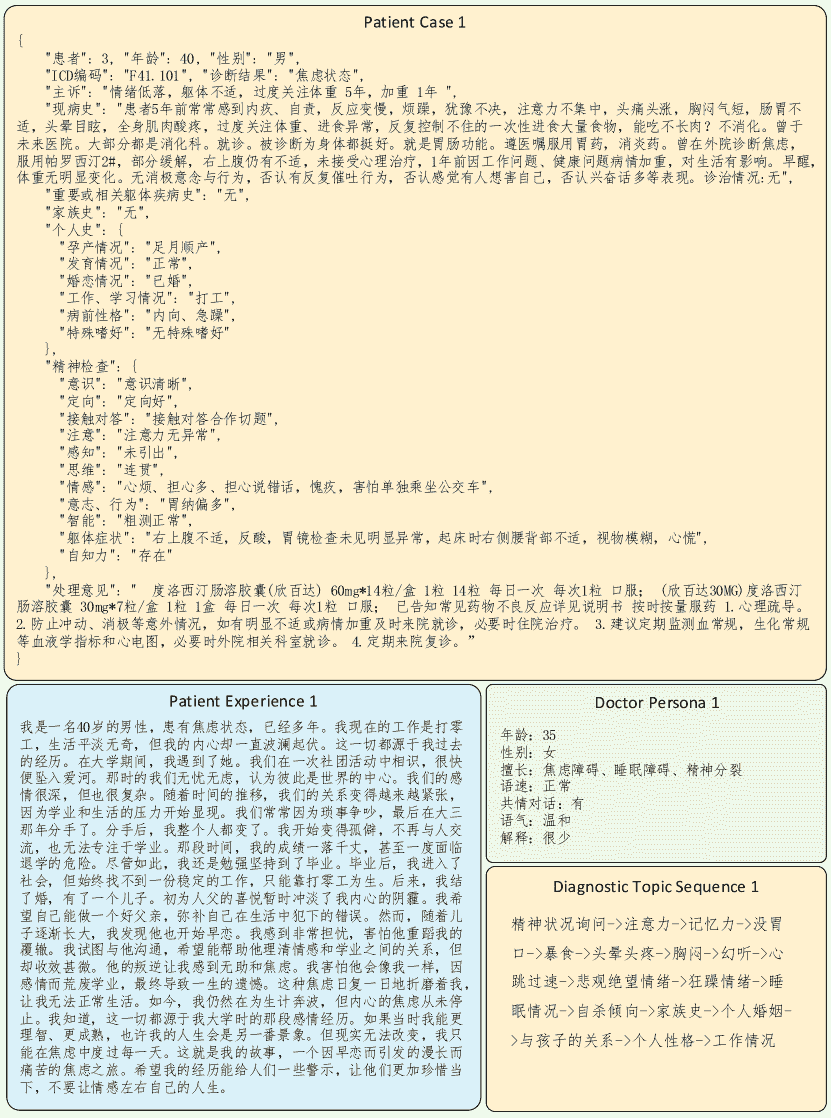 Patient Case 1
{
"患者": 3, "年龄": 40, "性别": "男",
"ICD编码": "F41.101", "诊断结果": "焦虑状态",
"主诉": "情绪低落，躯体不适，过度关注体重 5年，加重 1年 ",
"现病史": "患者5年前常常感到内疚、自责，反应变慢，烦躁，犹豫不决，注意力不集中，头痛头涨，胸闷气短，肠胃不
适，头晕目眩，全身肌肉酸疼，过度关注体重、进食异常，反复控制不住的一次性进食大量食物，能吃不长肉？不消化。曾于
未来医院。大部分都是消化科。就诊。被诊断为身体都挺好。就是胃肠功能。遵医嘱服用胃药，消炎药。曾在外院诊断焦虑，
服用帕罗西汀2#，部分缓解，右上腹仍有不适，未接受心理治疗，1年前因工作问题、健康问题病情加重，对生活有影响。早醒，
体重无明显变化。无消极意念与行为，否认有反复催吐行为，否认感觉有人想害自己，否认兴奋话多等表现。诊治情况:无",
"重要或相关躯体疾病史": "无",
"家族史": "无",
"个人史": {
"孕产情况": "足月顺产",
"发育情况": "正常",
"婚恋情况": "已婚",
"工作、学习情况": "打工",
"病前性格": "内向、急躁",
"特殊嗜好": "无特殊嗜好"
},
"精神检查": {
"意识": "意识清晰",
"定向": "定向好",
"接触对答": "接触对答合作切题",
"注意": "注意力无异常",
"感知": "未引出",
"思维": "连贯",
"情感": "心烦、担心多、担心说错话，愧疚，害怕单独乘坐公交车",
"意志、行为": "胃纳偏多",
"智能": "粗测正常",
"躯体症状": "右上腹不适，反酸，胃镜检查未见明显异常，起床时右侧腰背部不适，视物模糊，心慌",
"自知力": "存在"
},
"处理意见": " 度洛西汀肠溶胶囊(欣百达) 60mg*14粒/盒 1粒 14粒 每日一次 每次1粒 口服； (欣百达30MG)度洛西汀
肠溶胶囊 30mg*7粒/盒 1粒 1盒 每日一次 每次1粒 口服； 已告知常见药物不良反应详见说明书 按时按量服药 1.心理疏导。
2.防止冲动、消极等意外情况，如有明显不适或病情加重及时来院就诊，必要时住院治疗。 3.建议定期监测血常规，生化常规
等血液学指标和心电图，必要时外院相关科室就诊。 4.定期来院复诊。”
}
Patient Experience 1
我是一名40岁的男性，患有焦虑状态，已经多年。我现在的工作是打零
工，生活平淡无奇，但我的内心却一直波澜起伏。这一切都源于我过去
的经历。在大学期间，我遇到了她。我们在一次社团活动中相识，很快
便坠入爱河。那时的我们无忧无虑，认为彼此是世界的中心。我们的感
情很深，但也很复杂。随着时间的推移，我们的关系变得越来越紧张，
因为学业和生活的压力开始显现。我们常常因为琐事争吵，最后在大三
那年分手了。分手后，我整个人都变了。我开始变得孤僻，不再与人交
流，也无法专注于学业。那段时间，我的成绩一落千丈，甚至一度面临
退学的危险。尽管如此，我还是勉强坚持到了毕业。毕业后，我进入了
社会，但始终找不到一份稳定的工作，只能靠打零工为生。后来，我结
了婚，有了一个儿子。初为人父的喜悦暂时冲淡了我内心的阴霾。我希
望自己能做一个好父亲，弥补自己在生活中犯下的错误。然而，随着儿
子逐渐长大，我发现他也开始早恋。我感到非常担忧，害怕他重蹈我的
覆辙。我试图与他沟通，希望能帮助他理清情感和学业之间的关系，但
却收效甚微。他的叛逆让我感到无助和焦虑。我害怕他会像我一样，因
感情而荒废学业，最终导致一生的遗憾。这种焦虑日复一日地折磨着我，
让我无法正常生活。如今，我仍然在为生计奔波，但内心的焦虑从未停
止。我知道，这一切都源于我大学时的那段感情经历。如果当时我能更
理智、更成熟，也许我的人生会是另一番景象。但现实无法改变，我只
能在焦虑中度过每一天。这就是我的故事，一个因早恋而引发的漫长而
痛苦的焦虑之旅。希望我的经历能给人们一些警示，让他们更加珍惜当
下，不要让情感左右自己的人生。
Doctor Persona 1
年龄：35
性别：女
擅长：焦虑障碍、睡眠障碍、精神分裂
语速：正常
共情对话：有
语气：温和
解释：很少
Diagnostic Topic Sequence 1
精神状况询问->注意力->记忆力->没胃
口->暴食->头晕头疼->胸闷->幻听->心
跳过速->悲观绝望情绪->狂躁情绪->睡
眠情况->自杀倾向->家族史->个人婚姻-
>与孩子的关系->个人性格->工作情况